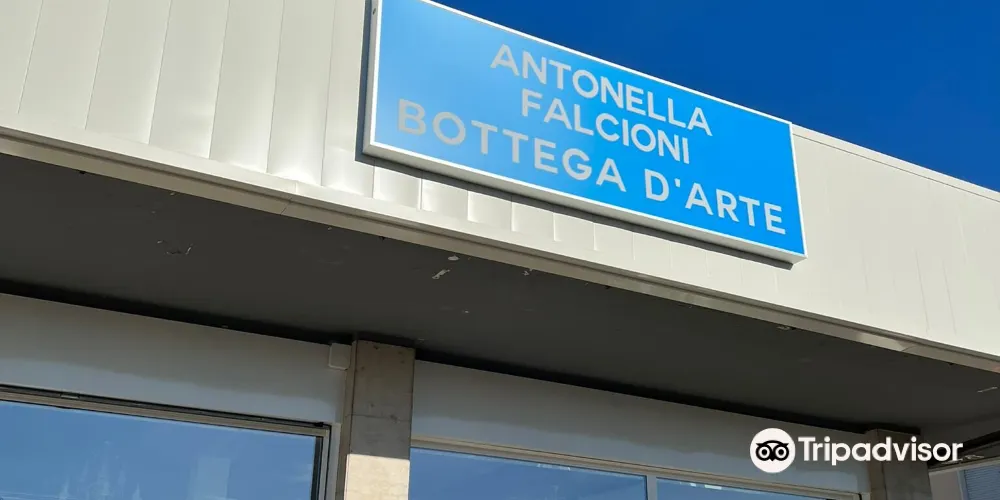 ANTONELLA
FALCIONI
BOTTEGA D'ARTE
Tripadvisor